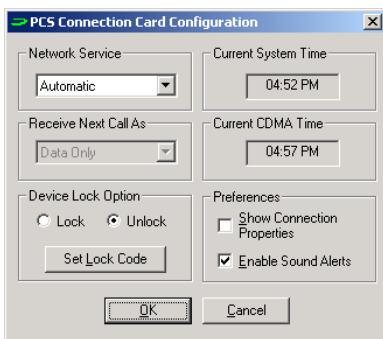 PCS Connection Card Configuration
Network Service
Automatic
Current System Time
04:52 PM
Receive Next Call As
Data Only
Current CDMA Time
04:57 PM
Device Lock Option
Lock
Unlock
Set Lock Code
Preferences
Show Connection
Properties
Enable Sound Alerts
OK
Cancel